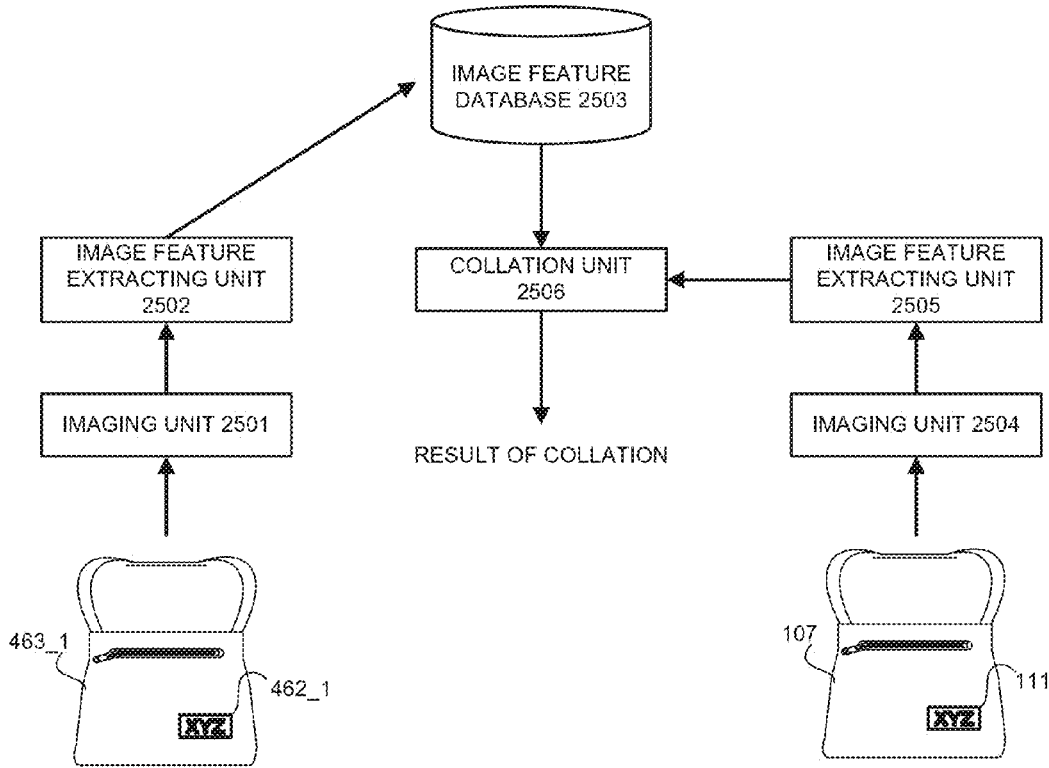 IMAGE FEATURE
DATABASE 2503
IMAGE FEATURE
EXTRACTING UNIT
2502
COLLATION UNIT
2506
IMAGE FEATURE
EXTRACTING UNIT
2505
IMAGING UNIT 2501
IMAGING UNIT 2504
RESULT OF COLLATION
463_1
462_1
XYZ
107
111
XYZ